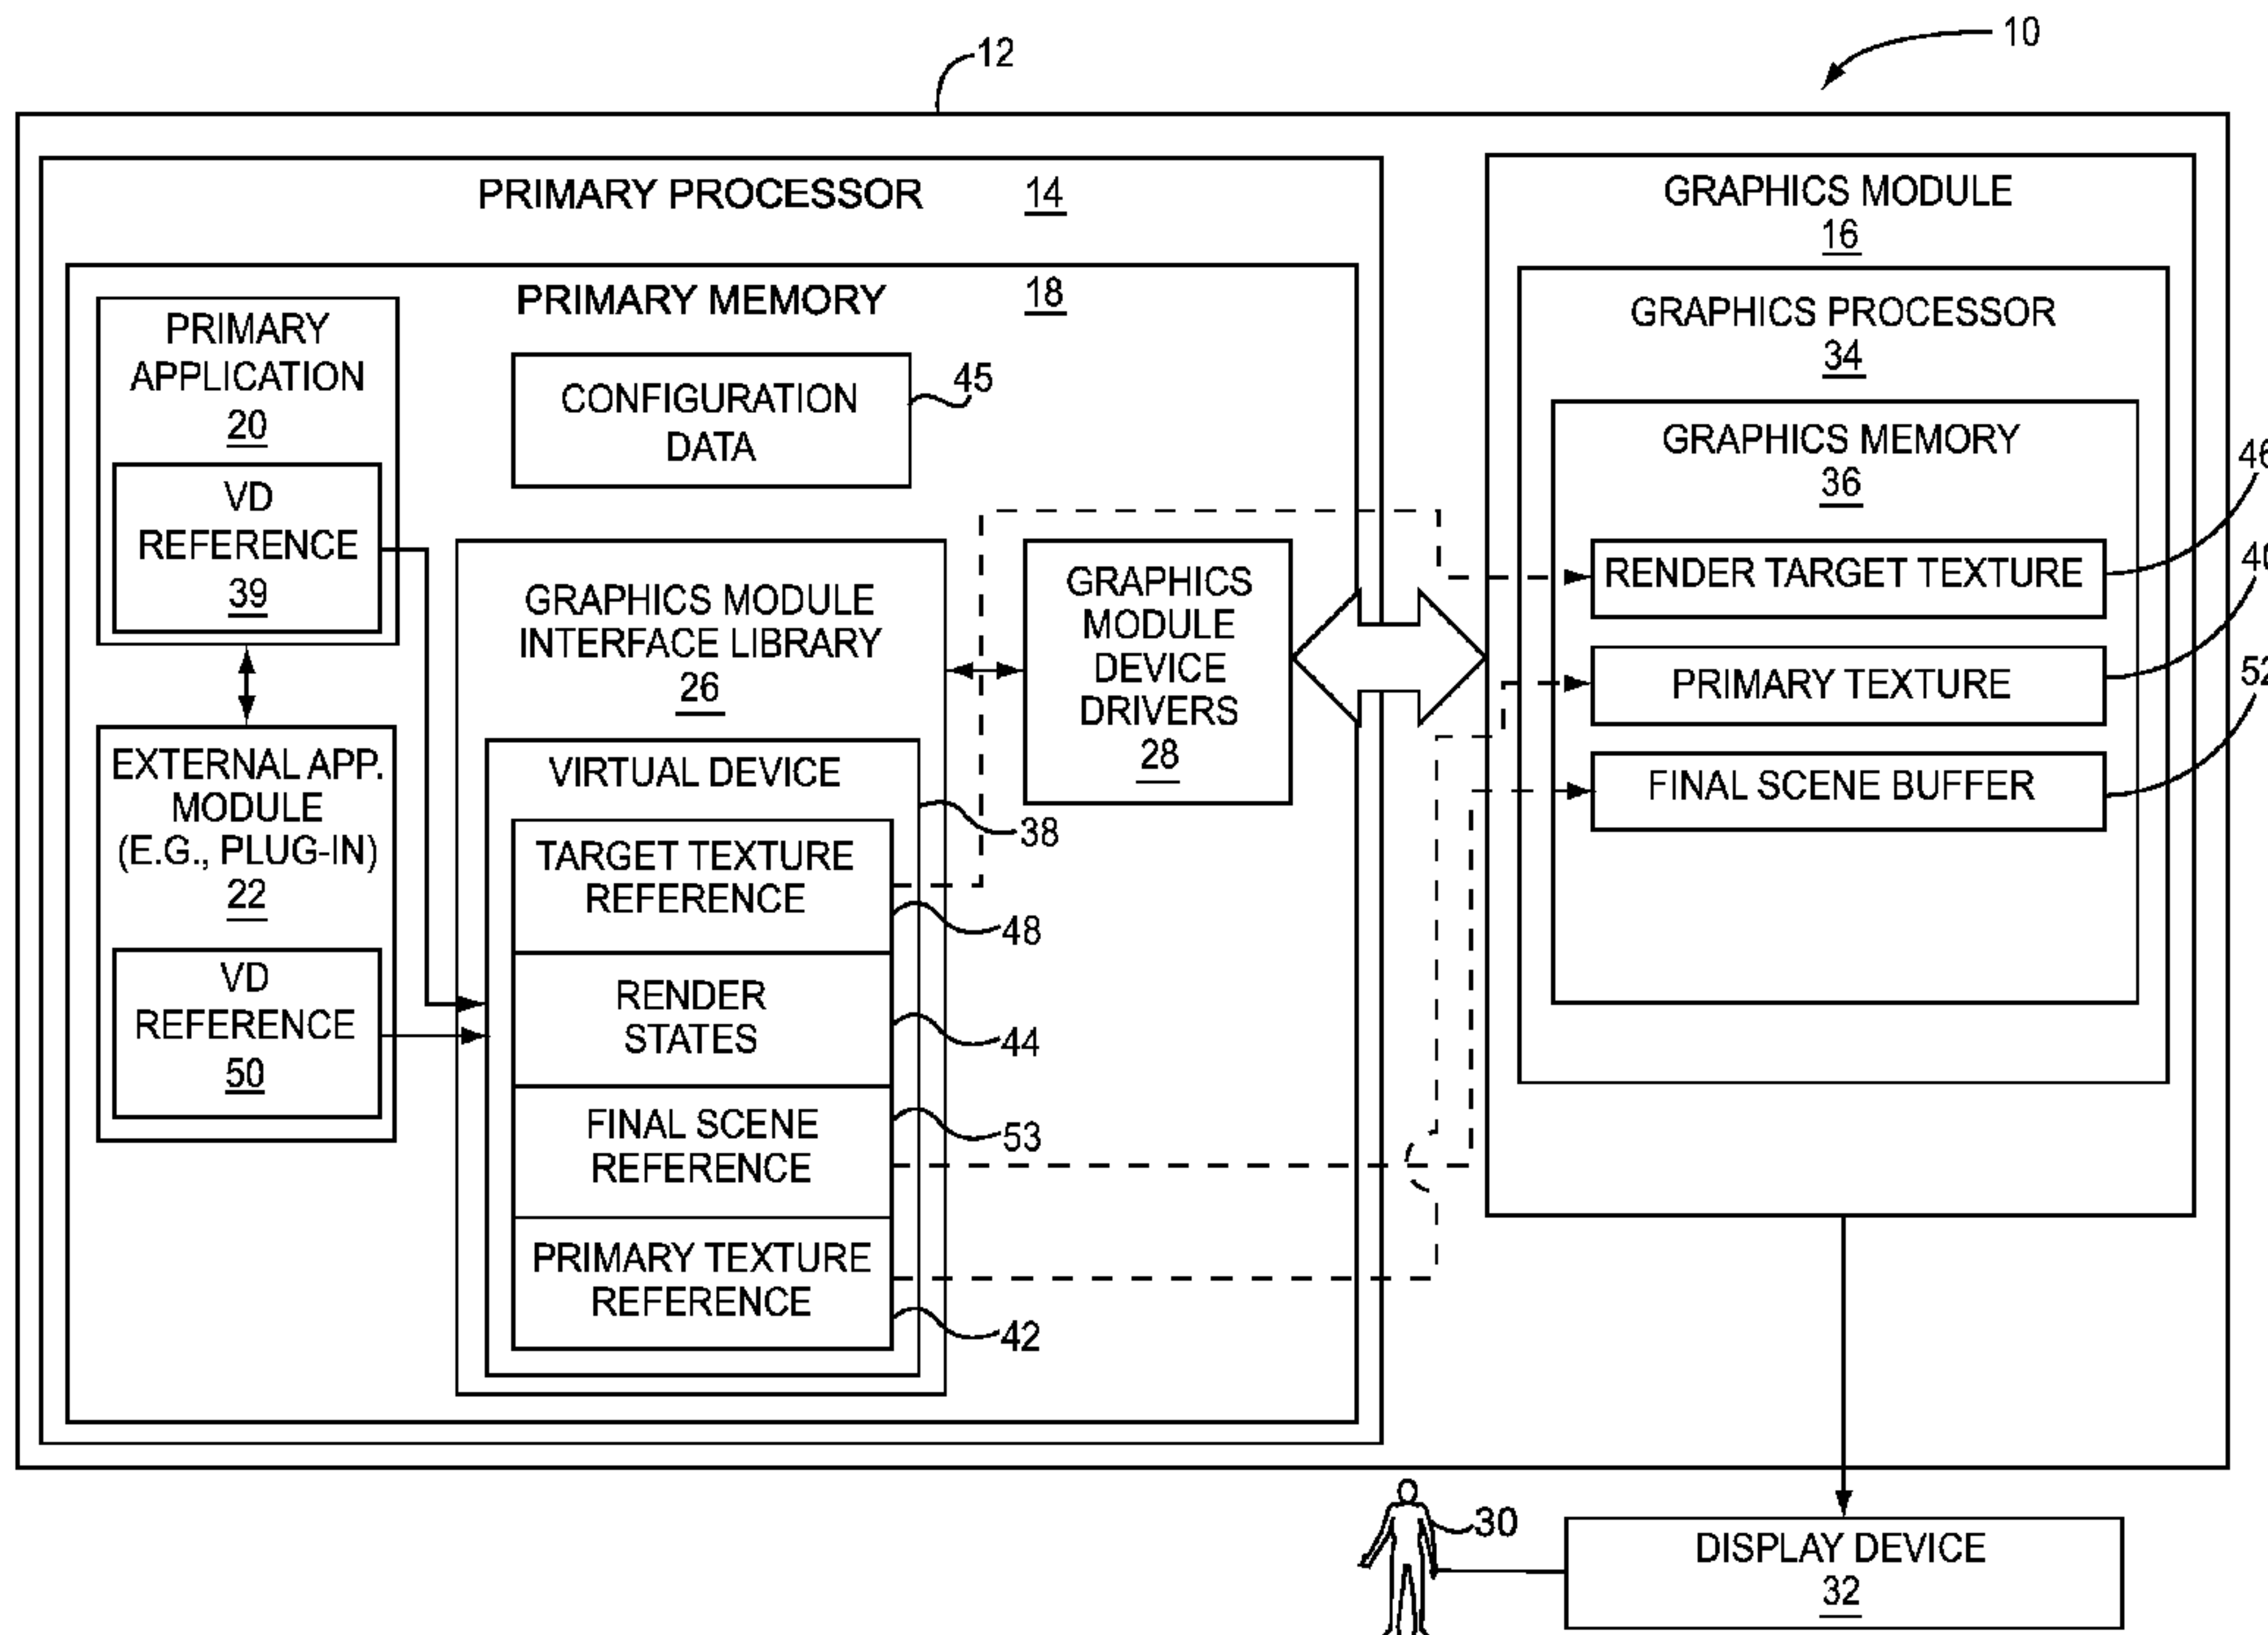 10
12
PRIMARY PROCESSOR 14
PRIMARY MEMORY 18
PRIMARY
APPLICATION
20
VD
REFERENCE
39
CONFIGURATION
DATA
45
EXTERNAL APP.
MODULE
(E.G., PLUG-IN)
22
VD
REFERENCE
50
GRAPHICS MODULE
INTERFACE LIBRARY
26
VIRTUAL DEVICE
38
TARGET TEXTURE
REFERENCE
48
RENDER
STATES
44
FINAL SCENE
REFERENCE
53
PRIMARY TEXTURE
REFERENCE
42
GRAPHICS
MODULE
DEVICE
DRIVERS
28
GRAPHICS MODULE
16
GRAPHICS PROCESSOR
34
GRAPHICS MEMORY
36
RENDER TARGET TEXTURE
46
PRIMARY TEXTURE
40
FINAL SCENE BUFFER
52
30
DISPLAY DEVICE
32